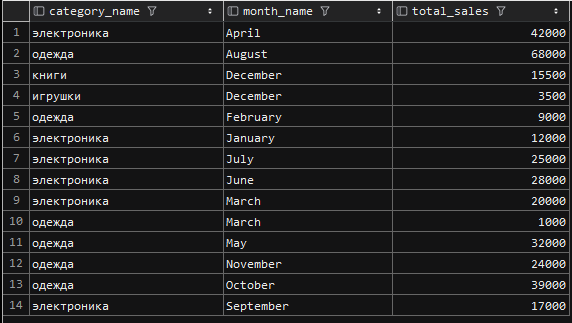 category_name month_name total_sales
1 электроника April 42000
2 одежда August 68000
3 книги December 15500
4 игрушки December 3500
5 одежда February 9000
6 электроника January 12000
7 электроника July 25000
8 электроника June 28000
9 электроника March 20000
10 одежда March 1000
11 одежда May 32000
12 одежда November 24000
13 одежда October 39000
14 электроника September 17000